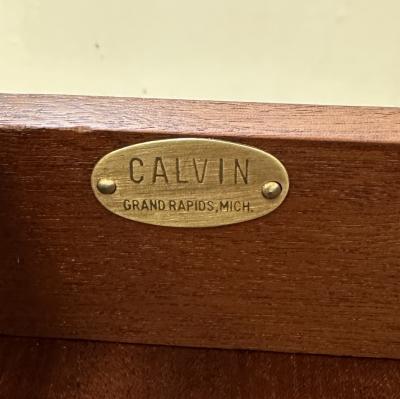 CALVIN
GRAND RAPIDS, MICH.